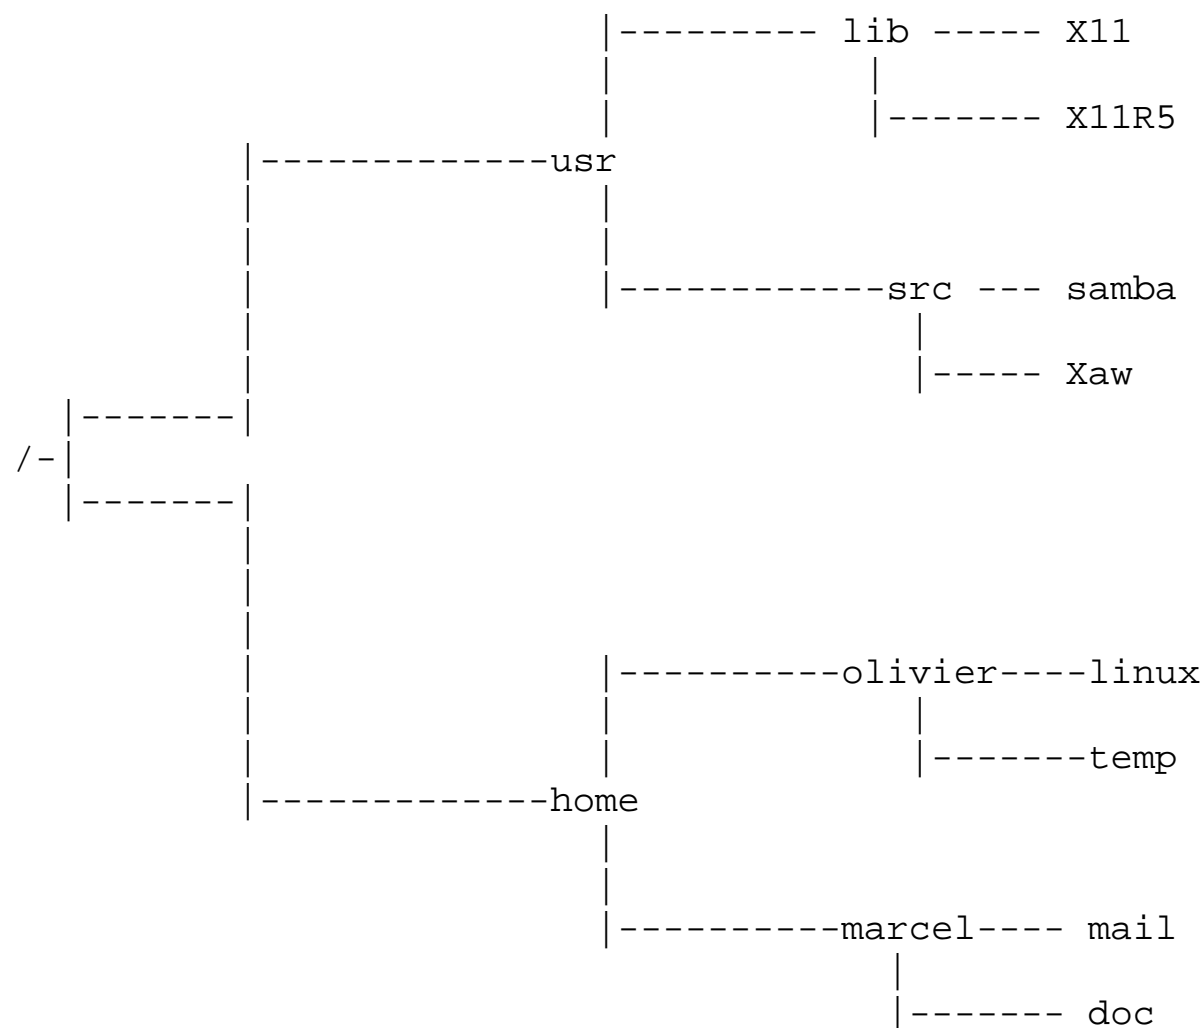 |--------- lib ----- X11
| |
| |------- X11R5
|-------------usr
| |
| |
| |------------src --- samba
| |
| |----- Xaw
|-------|
/-|
|-------|
|
|
|
| |----------olivier----linux
| | |
| | |-------temp
|-------------home
|
|
|----------marcel---- mail
|
|------- doc